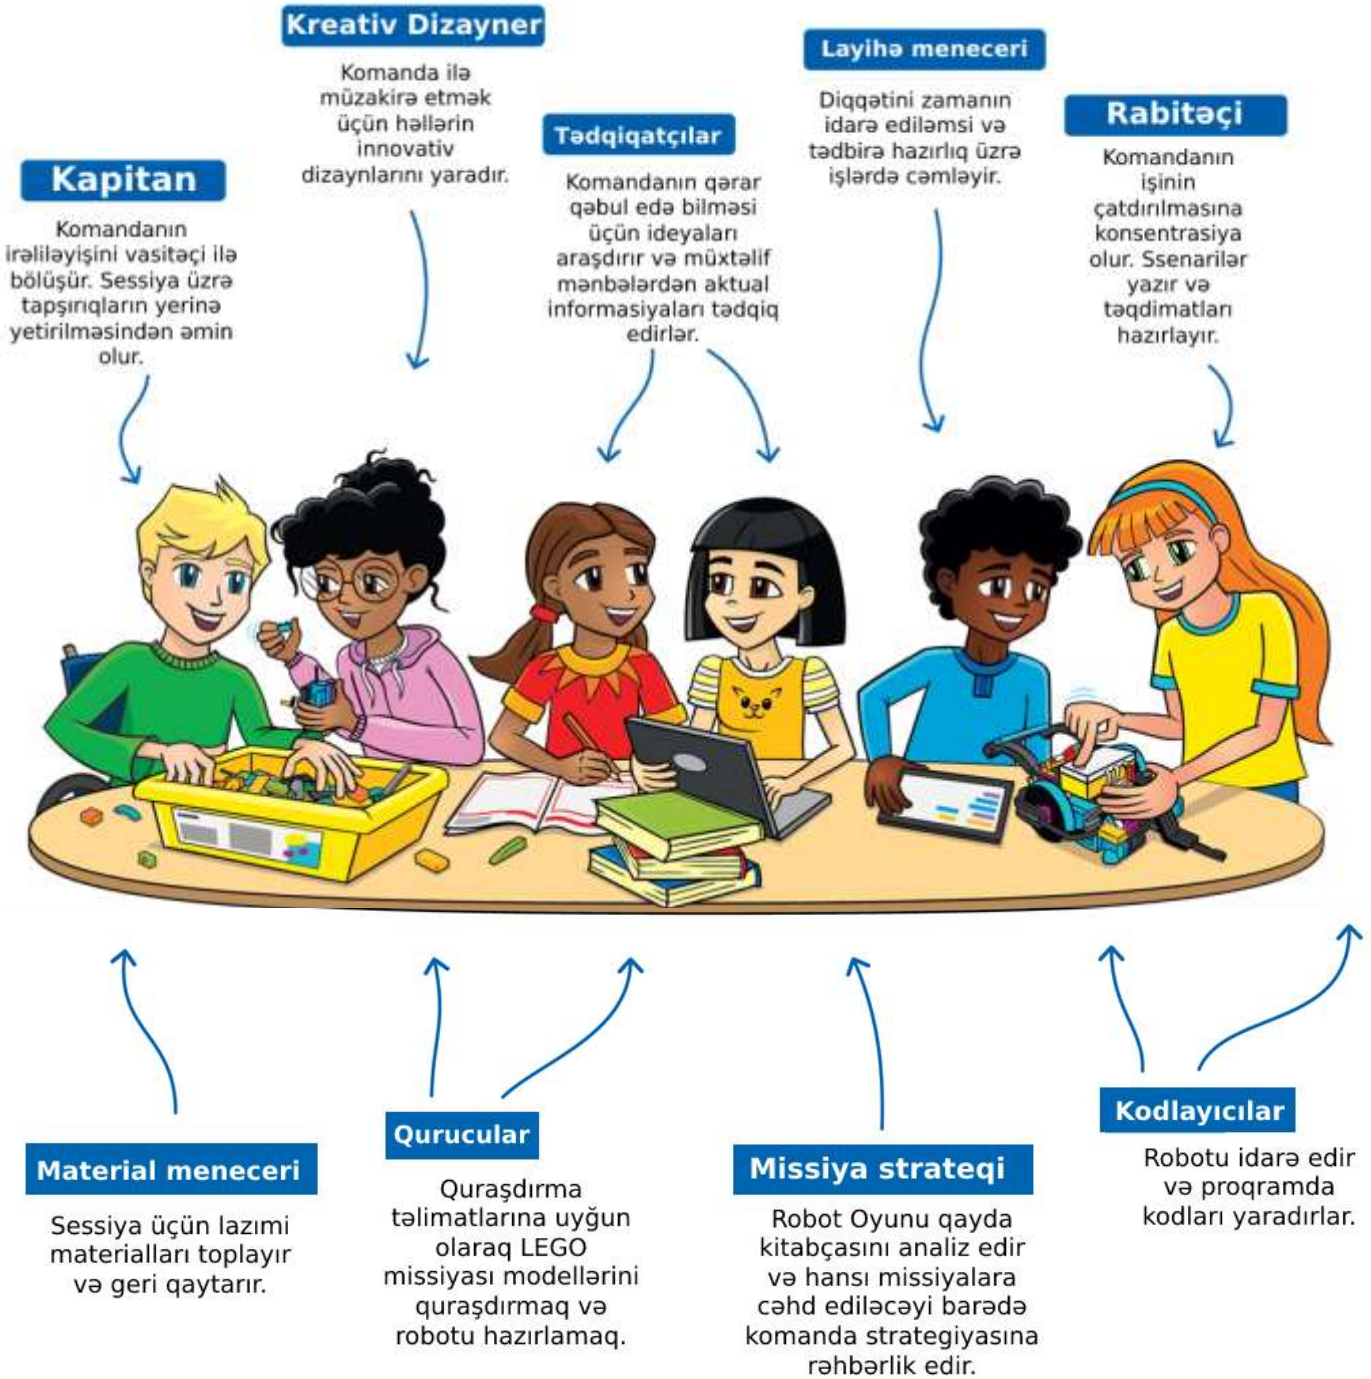 Kreativ Dizayner
Komanda ilə
müzakirə etmək
üçün həllərin
innovativ
dizaynlarını yaradır.
Layihə meneceri
Diqqətini zamanın
idarə ediləmsi və
tədbirə hazırlıq üzrə
işlərdə cəmləyir.
Rabitəçi
Komandanın
işinin
çatdırılmasına
konsentrasiya
olur. Ssenarilər
yazır və
təqdimatları
hazırlayır.
Tədqiqatçılar
Komandanın qərar
qəbul edə bilməsi
üçün ideyaları
araşdırır və müxtəlif
mənbələrdən aktual
informasiyaları tədqiq
edirlər.
Kapitan
Komandanın
irəliləyişini vasitəçi ilə
bölüşür. Sessiya üzrə
tapşırıqların yerinə
yetirilməsindən əmin
olur.
Material meneceri
Sessiya üçün lazımi
materialları toplayır
və geri qaytarır.
Qurucular
Quraşdırma
təlimatlarına uyğun
olaraq LEGO
missiyası modellərini
quraşdırmaq və
robotu hazırlamaq.
Missiya strateqi
Robot Oyunu qayda
kitabçasını analiz edir
və hansı missiyalara
cəhd ediləcəyi barədə
komanda strategiyasına
rəhbərlik edir.
Kodlayıcılar
Robotu idarə edir
və proqramda
kodları yaradırlar.